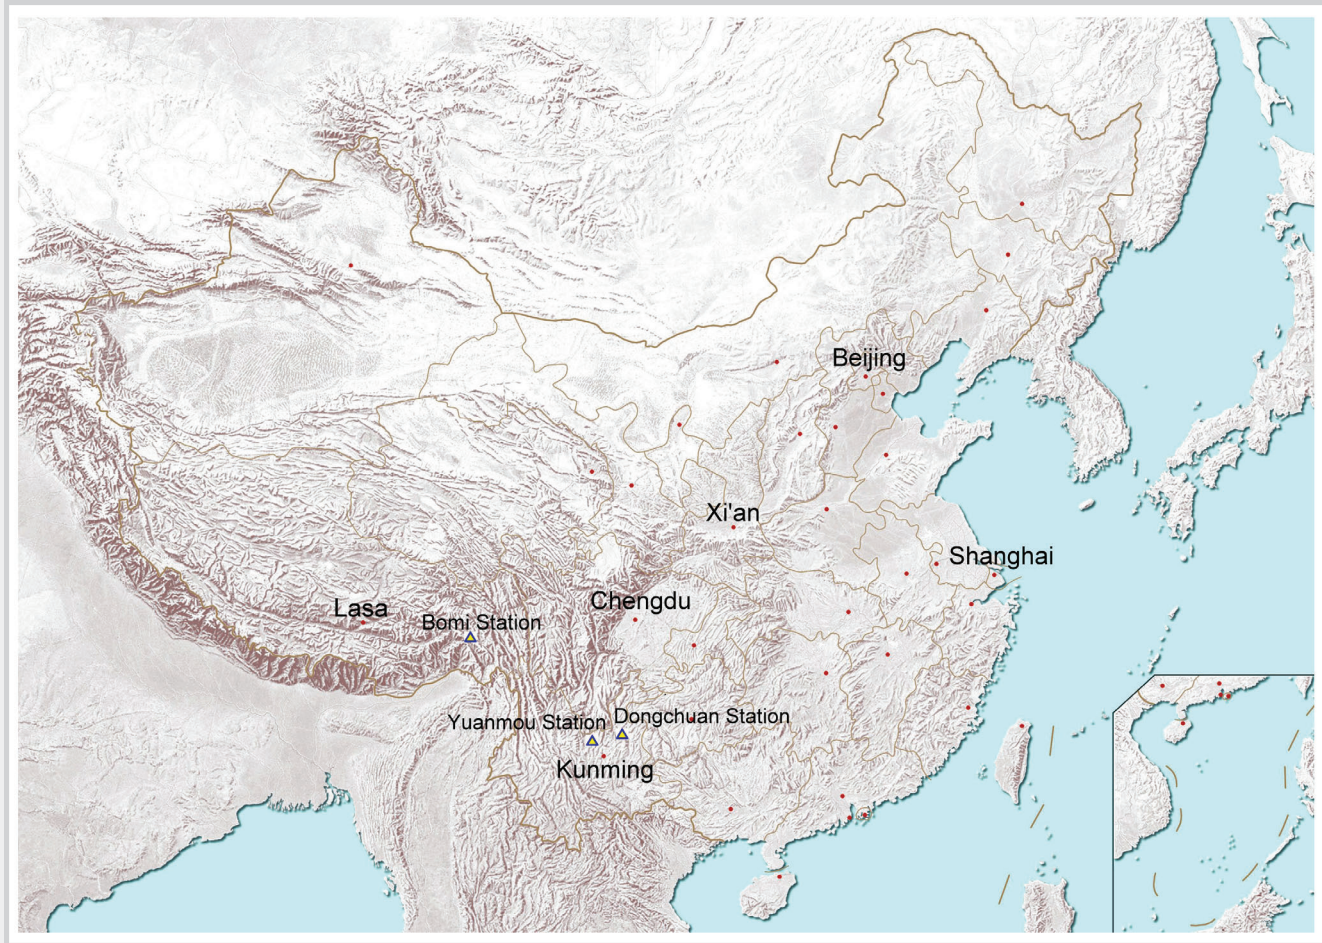 Beijing
Xi'an
Shanghai
Chengdu
Lasa
Bomi Station
Yuanmou Station
Dongchuan Station
Kunming